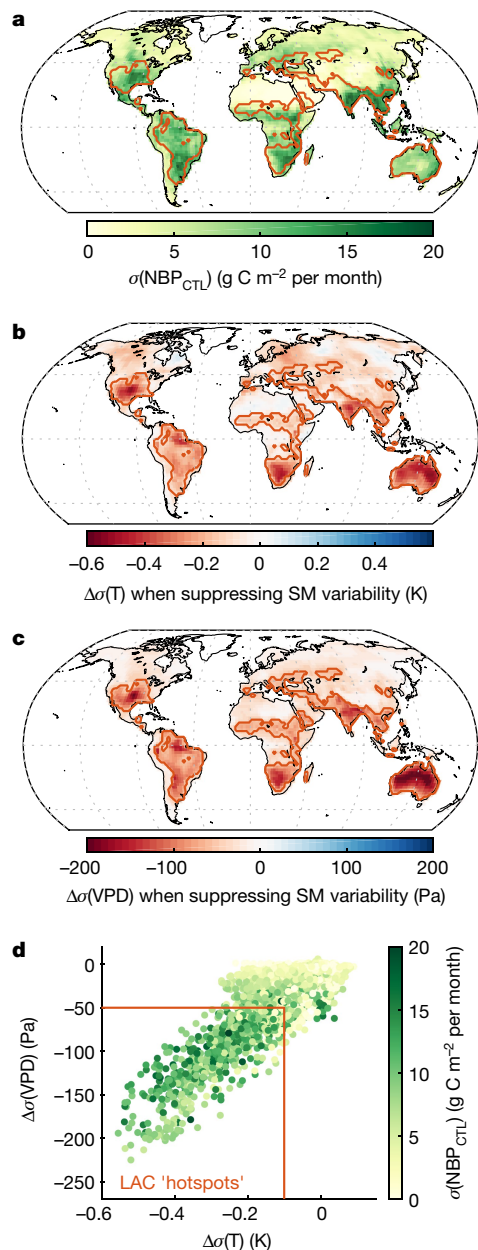 a
0 5 10 15 20
σ(NBP_CTL) (g C m⁻² per month)
b
−0.6 −0.4 −0.2 0 0.2 0.4
Δσ(T) when suppressing SM variability (K)
c
−200 −100 0 100 200
Δσ(VPD) when suppressing SM variability (Pa)
d
0
−50
−100
−150
−200
−250
Δσ(VPD) (Pa)
LAC 'hotspots'
−0.6 −0.4 −0.2 0
Δσ(T) (K)
20
15
10
5
0
σ(NBP_CTL) (g C m⁻² per month)